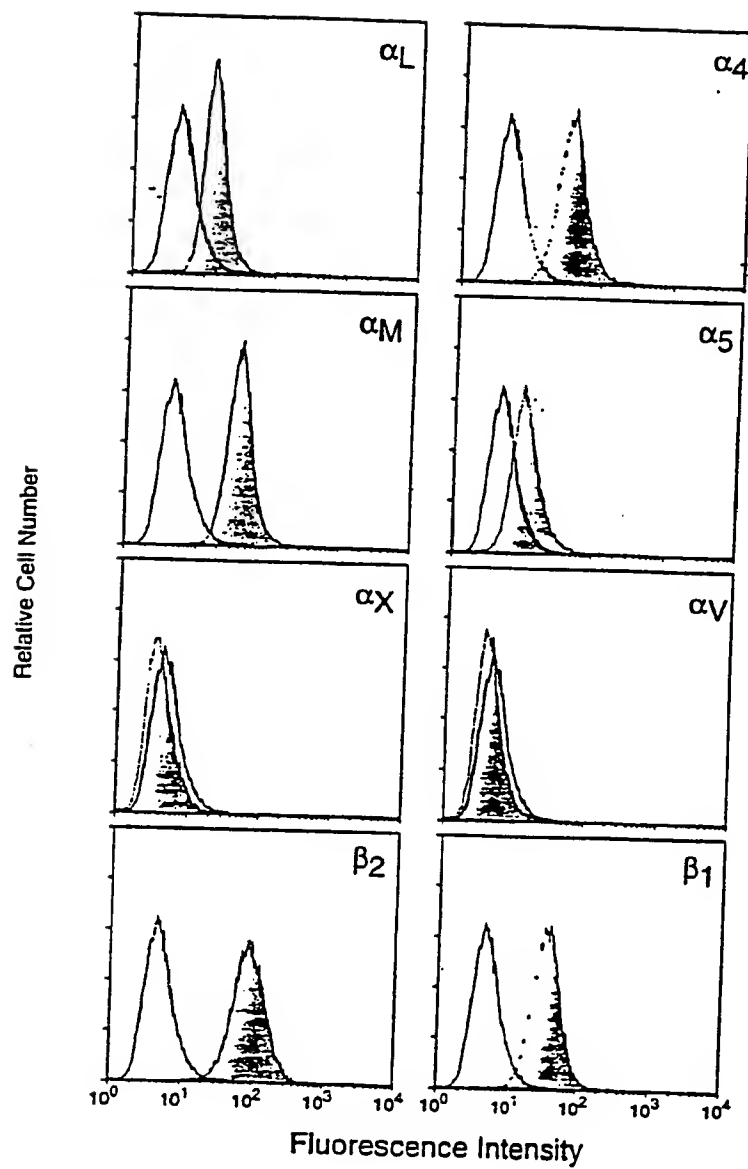 αL
α4
αM
α5
αX
αV
β2
β1
Relative Cell Number
10⁰ 10¹ 10² 10³ 10⁴
10⁰ 10¹ 10² 10³ 10⁴
Fluorescence Intensity